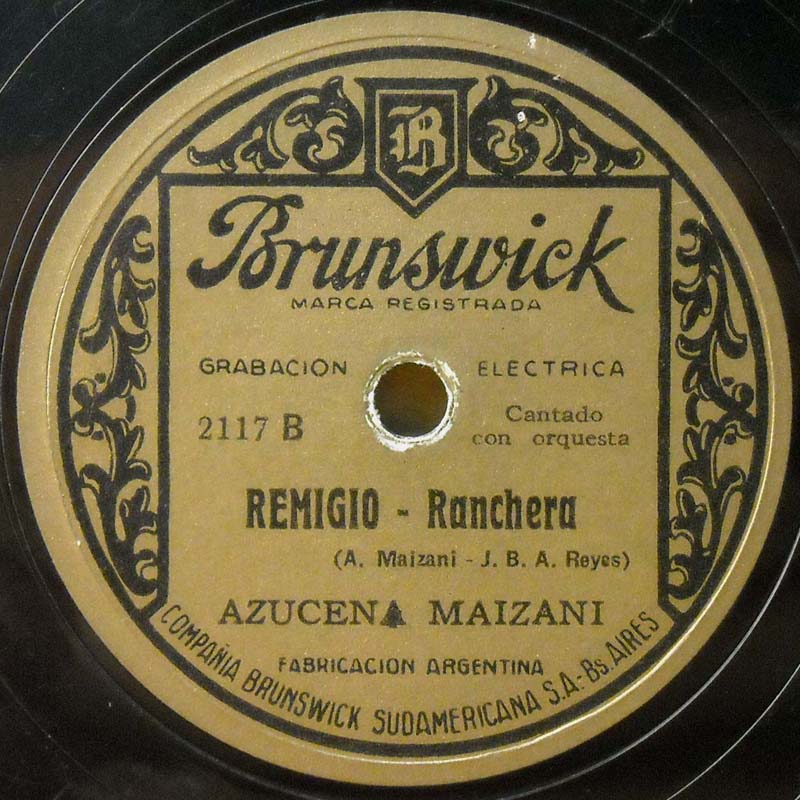 B
Brunswick
MARCA REGISTRADA
GRABACION ELECTRICA
2117 B
Cantado
con orquesta
REMIGIO - Ranchera
(A. Maizani - J. B. A. Reyes)
AZUCENA MAIZANI
FABRICACION ARGENTINA
COMPAÑIA BRUNSWICK SUDAMERICANA S.A.- Bs. AIRES